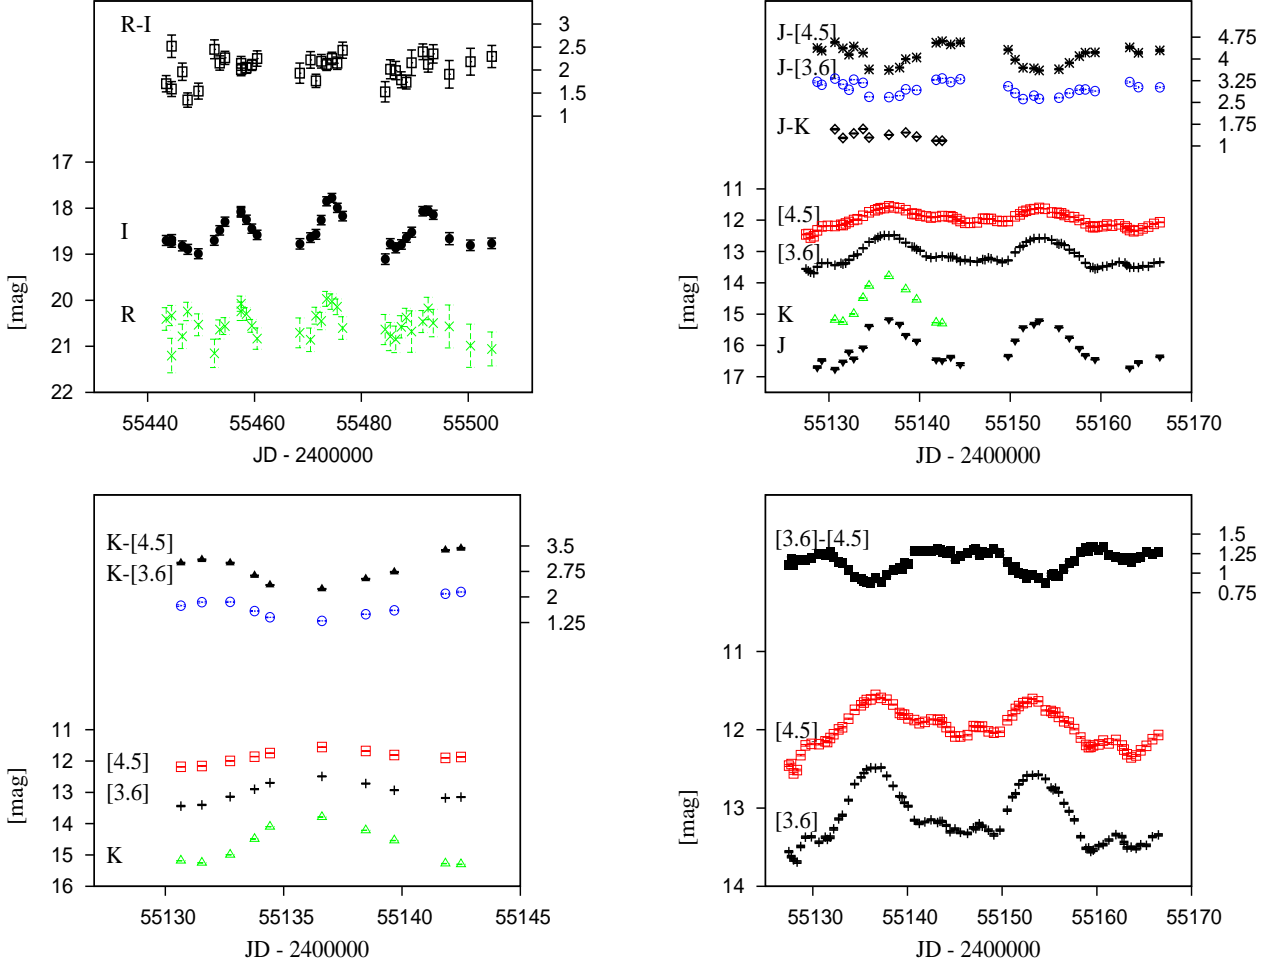 R-I
3
2.5
2
1.5
1
17
18
19
20
21
22
I
R
[mag]
55440 55460 55480 55500
JD - 2400000
J-[4.5]
J-[3.6]
J-K
4.75
4
3.25
2.5
1.75
1
11
12
13
14
15
16
17
[4.5]
[3.6]
K
J
[mag]
55130 55140 55150 55160 55170
JD - 2400000
K-[4.5]
K-[3.6]
3.5
2.75
2
1.25
11
12
13
14
15
16
[4.5]
[3.6]
K
[mag]
55130 55135 55140 55145
JD - 2400000
[3.6]-[4.5]
1.5
1.25
1
0.75
11
12
13
14
[4.5]
[3.6]
[mag]
55130 55140 55150 55160 55170
JD - 2400000